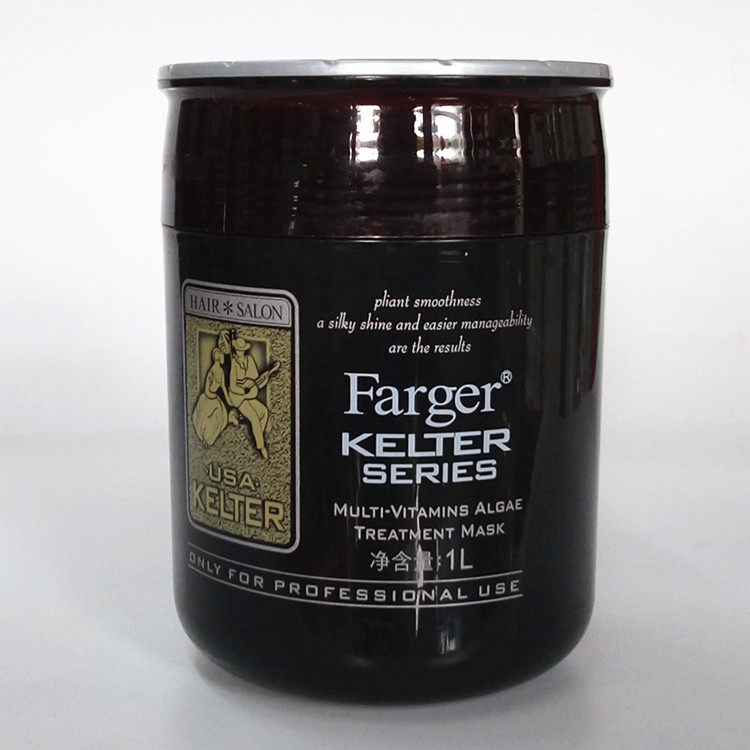 HAIR * SALON
·USA·
KELTER
pliant smoothness
a silky shine and easier manageability
are the results
Farger®
KELTER
SERIES
MULTI-VITAMINS ALGAE
TREATMENT MASK
净含量:1L
ONLY FOR PROFESSIONAL USE